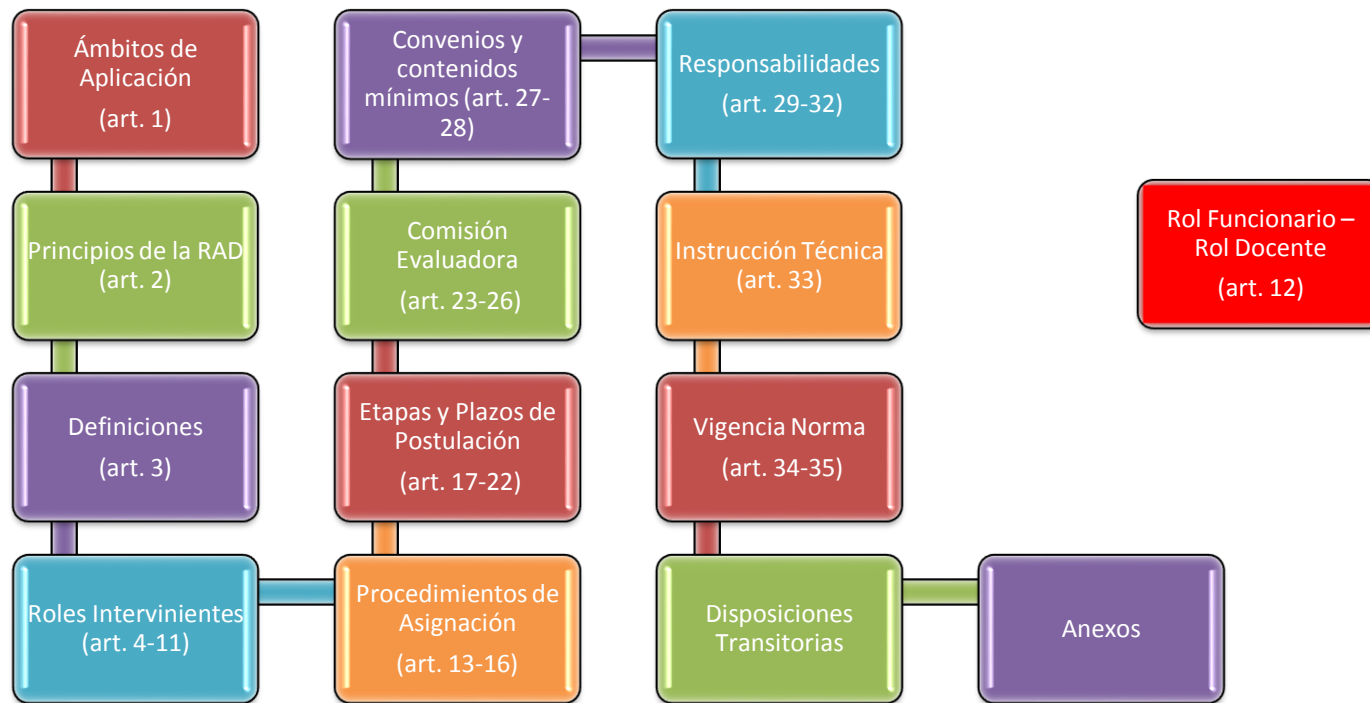 Ámbitos de
Aplicación
(art. 1)
Principios de la RAD
(art. 2)
Definiciones
(art. 3)
Roles Intervinientes
(art. 4-11)
Procedimientos de
Asignación
(art. 13-16)
Etapas y Plazos de
Postulación
(art. 17-22)
Comisión
Evaluadora
(art. 23-26)
Convenios y
contenidos
mínimos (art. 27-
28)
Responsabilidades
(art. 29-32)
Instrucción Técnica
(art. 33)
Vigencia Norma
(art. 34-35)
Disposiciones
Transitorias
Anexos
Rol Funcionario –
Rol Docente
(art. 12)